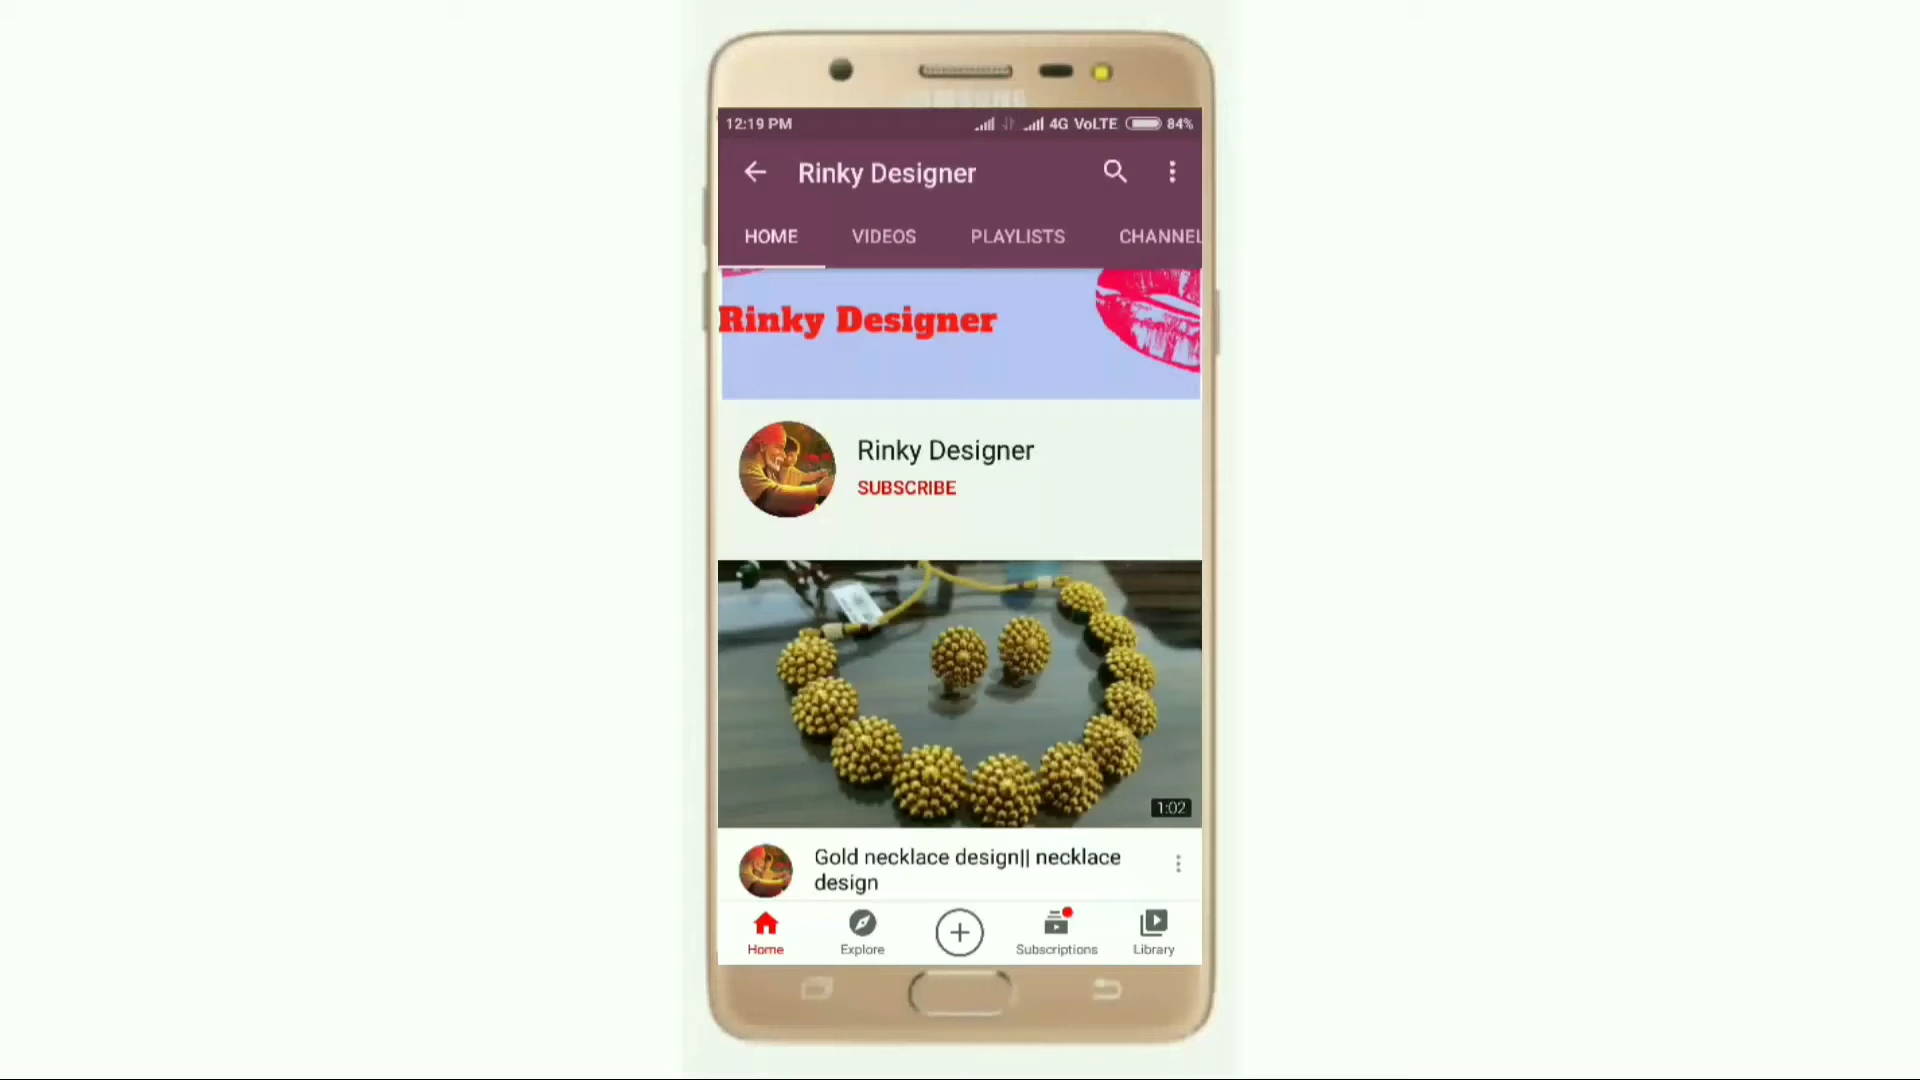 12:19 PM 4G VoLTE 84%
Rinky Designer
HOME VIDEOS PLAYLISTS CHANNEL
Rinky Designer
Rinky Designer
SUBSCRIBE
1:02
Gold necklace design|| necklace
design
Home Explore Subscriptions Library